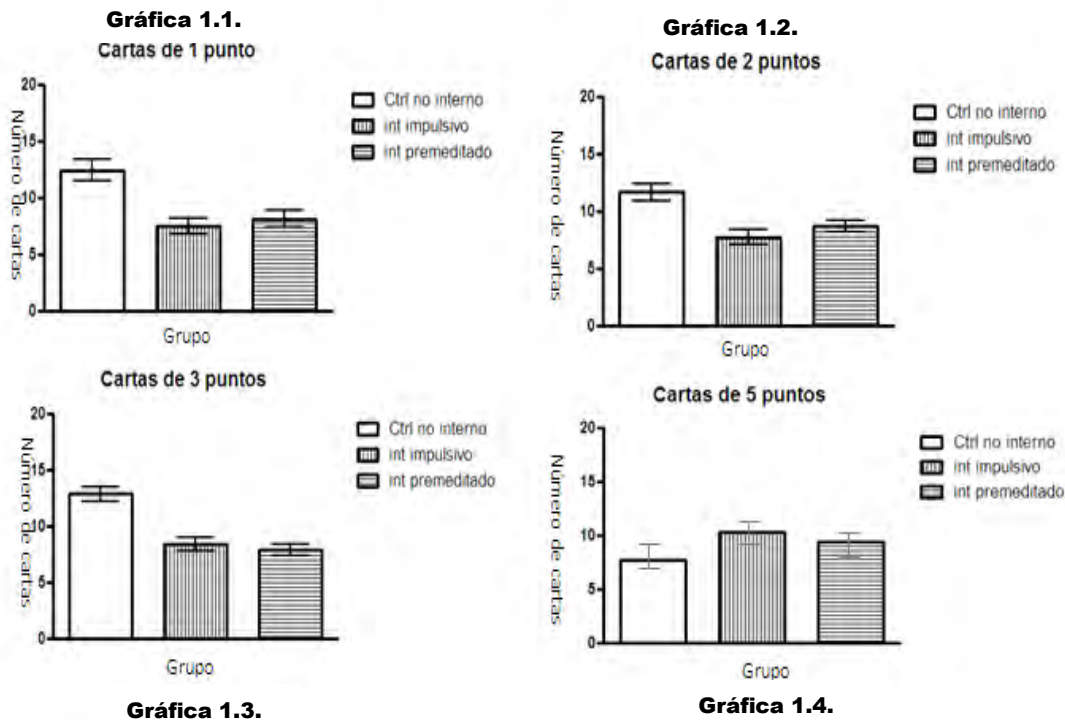 Gráfica 1.1.
Cartas de 1 punto
20
15
10
5
0
Número de cartas
Grupo
Ctrl no interno
int impulsivo
int premeditado
Gráfica 1.2.
Cartas de 2 puntos
20
15
10
5
0
Número de cartas
Grupo
Ctrl no interno
int impulsivo
int premeditado
Cartas de 3 puntos
20
15
10
5
0
Número de cartas
Grupo
Ctrl no interno
int impulsivo
int premeditado
Gráfica 1.3.
Cartas de 5 puntos
20
15
10
5
0
Número de cartas
Grupo
Ctrl no interno
int impulsivo
int premeditado
Gráfica 1.4.